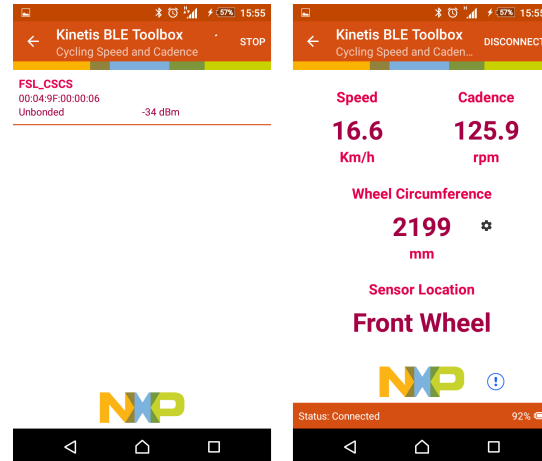 57% 15:55
Kinetis BLE Toolbox
Cycling Speed and Cadence
STOP
FSL_CSCS
00:04:9F:00:00:06
Unbonded -34 dBm
NXP
H 57% 15:55
Kinetis BLE Toolbox
Cycling Speed and Caden...
DISCONNECT
Speed Cadence
16.6 125.9
Km/h rpm
Wheel Circumference
2199
mm
Sensor Location
Front Wheel
NXP
Status: Connected 92%